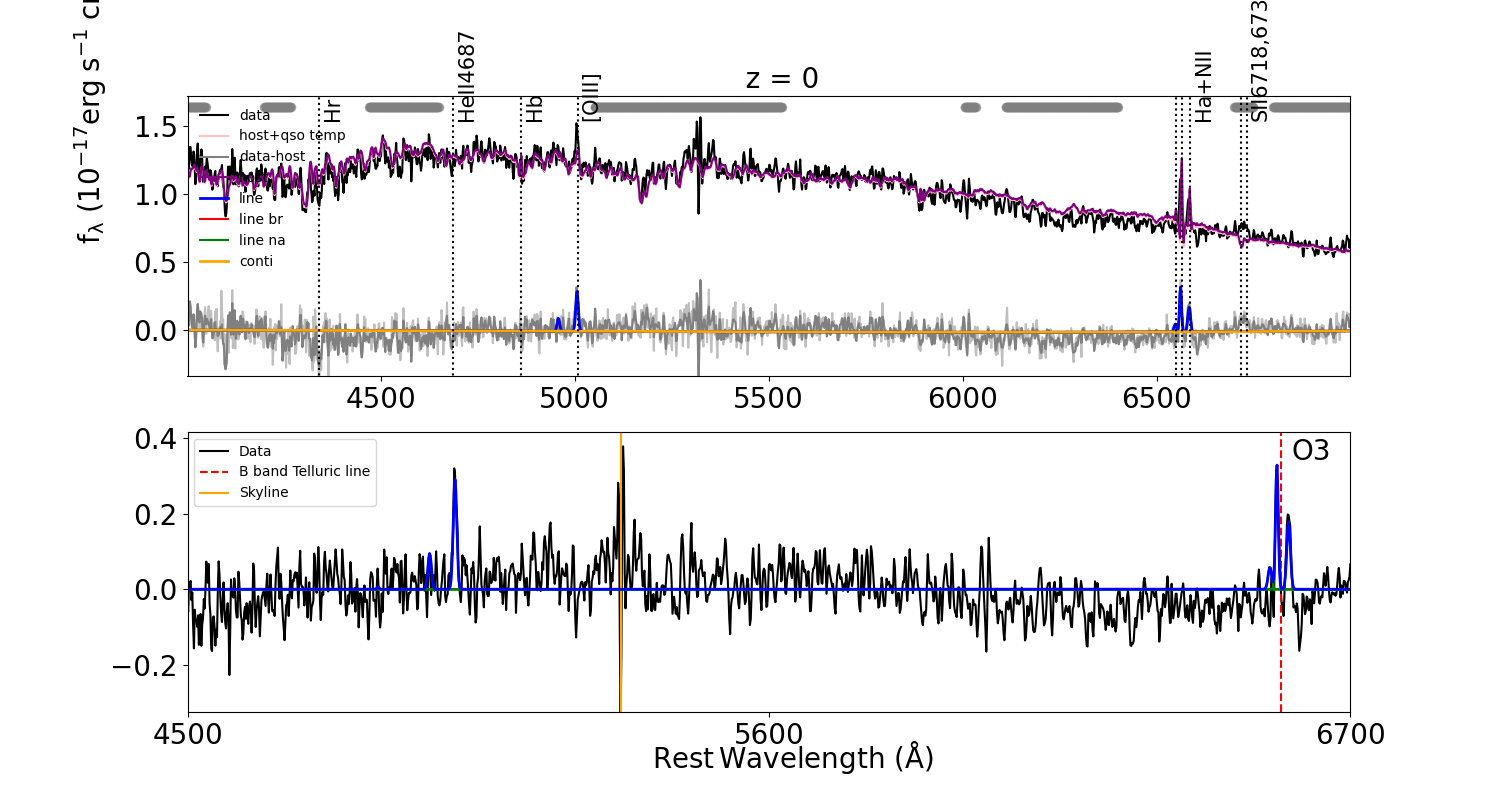 z = 0
Hr
HeII4687
Hb
[OIII]
Ha+NII
SII6718,673
fλ (10−17erg s−1 c
data
host+qso temp
data-host
line
line br
line na
conti
1.5
1.0
0.5
0.0
4500 5000 5500 6000 6500
Data
B band Telluric line
Skyline
O3
0.4
0.2
0.0
−0.2
4500 5600 6700
Rest Wavelength (Å)